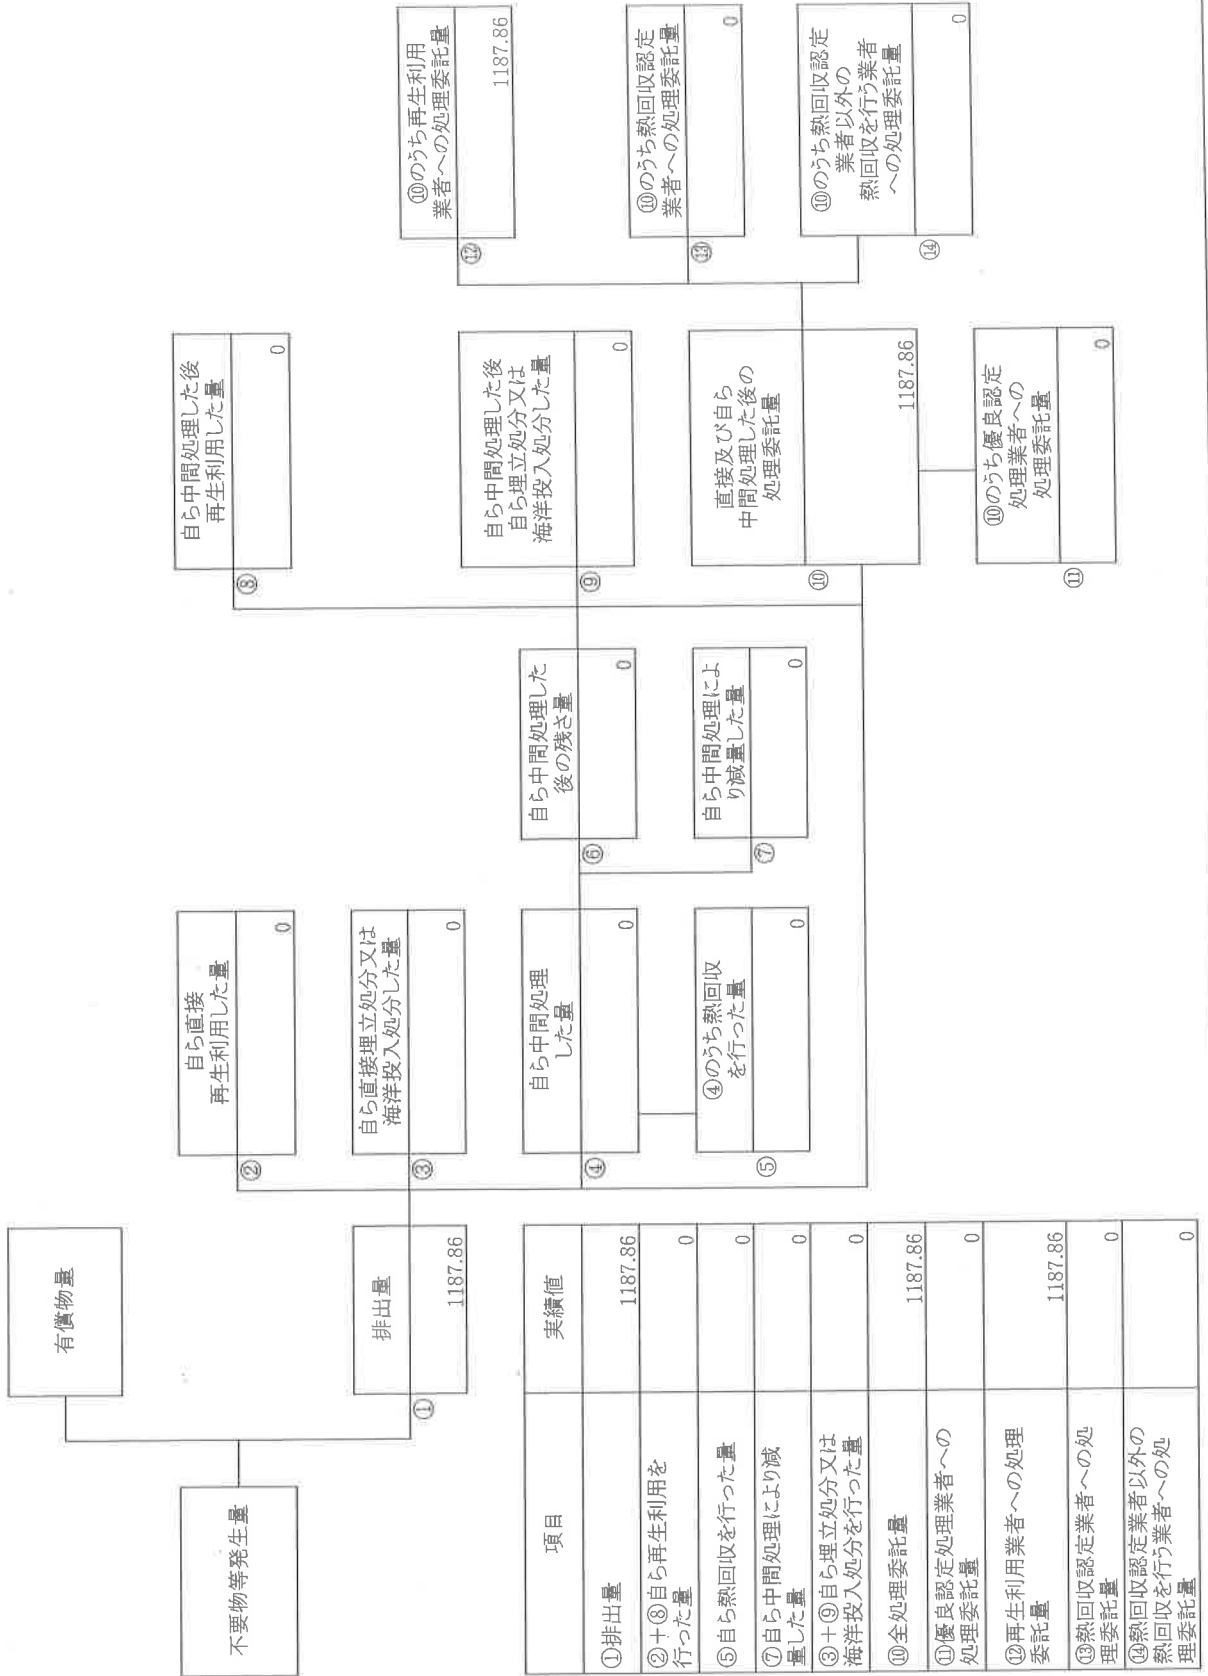 不要物等発生量
有償物量
排出量
①
1187.86
自ら直接
再生利用した量
②
0
自ら直接埋立処分又は
海洋投入処分した量
③
0
自ら中間処理
した量
④
0
④のうち熱回収
を行った量
⑤
0
自ら中間処理した
後の残さ量
⑥
0
自ら中間処理によ
り減量した量
⑦
0
自ら中間処理した後
再生利用した量
⑧
0
自ら中間処理した後
自ら埋立処分又は
海洋投入処分した量
⑨
0
直接及び自ら
中間処理した後の
処理委託量
⑩
1187.86
⑩のうち優良認定
処理業者への
処理委託量
⑪
0
⑩のうち再生利用
業者への処理委託量
⑫
1187.86
⑩のうち熱回収認定
業者への処理委託量
⑬
0
⑩のうち熱回収認定
業者以外の
熱回収を行う業者
への処理委託量
⑭
0
項目 実績値
①排出量 1187.86
②+⑧自ら再生利用を
行った量 0
⑤自ら熱回収を行った量 0
⑦自ら中間処理により減
量した量 0
③+⑨自ら埋立処分又は
海洋投入処分を行った量 0
⑩全処理委託量 1187.86
⑪優良認定処理業者への
処理委託量 0
⑫再生利用業者への処理
委託量 1187.86
⑬熱回収認定業者への処
理委託量 0
⑭熱回収認定業者以外の
熱回収を行う業者への処
理委託量 0